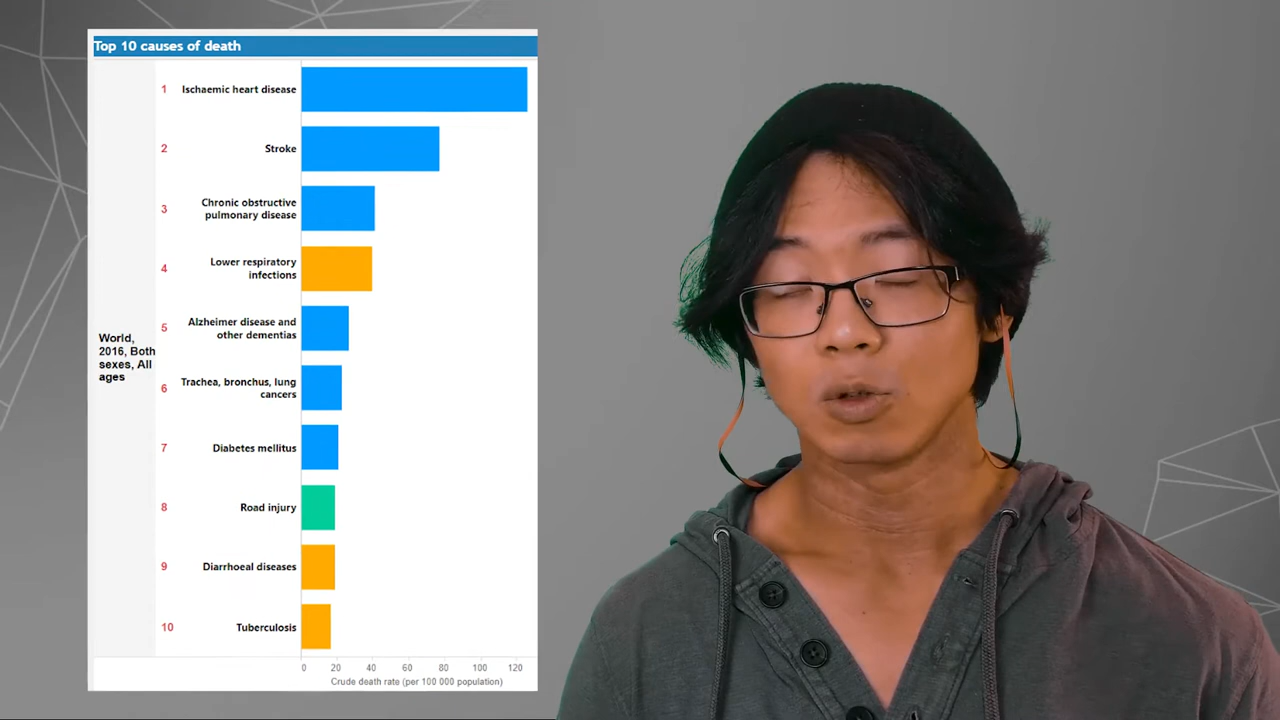 Top 10 causes of death
World,
2016, Both
sexes, All
ages
1 Ischaemic heart disease
2 Stroke
3 Chronic obstructive
pulmonary disease
4 Lower respiratory
infections
5 Alzheimer disease and
other dementias
6 Trachea, bronchus, lung
cancers
7 Diabetes mellitus
8 Road injury
9 Diarrhoeal diseases
10 Tuberculosis
0 20 40 60 80 100 120
Crude death rate (per 100 000 population)